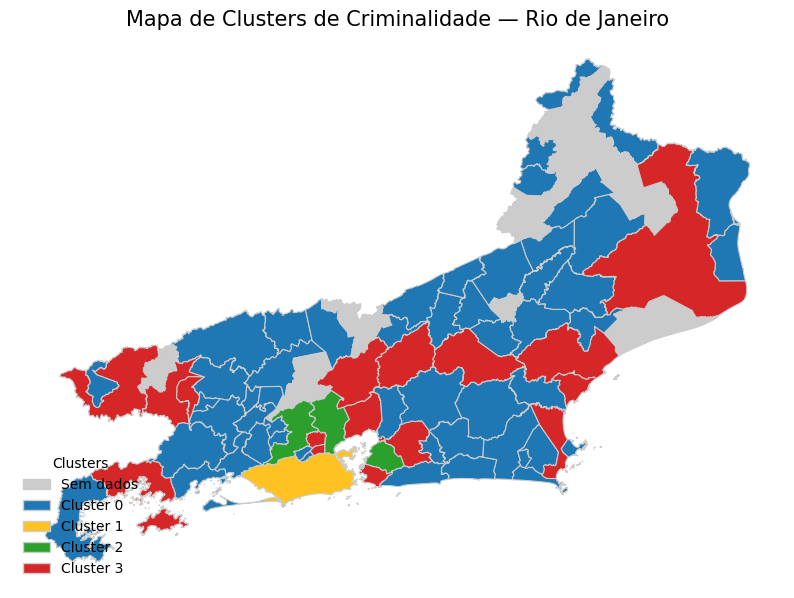 Mapa de Clusters de Criminalidade — Rio de Janeiro
Clusters
Sem dados
Cluster 0
Cluster 1
Cluster 2
Cluster 3